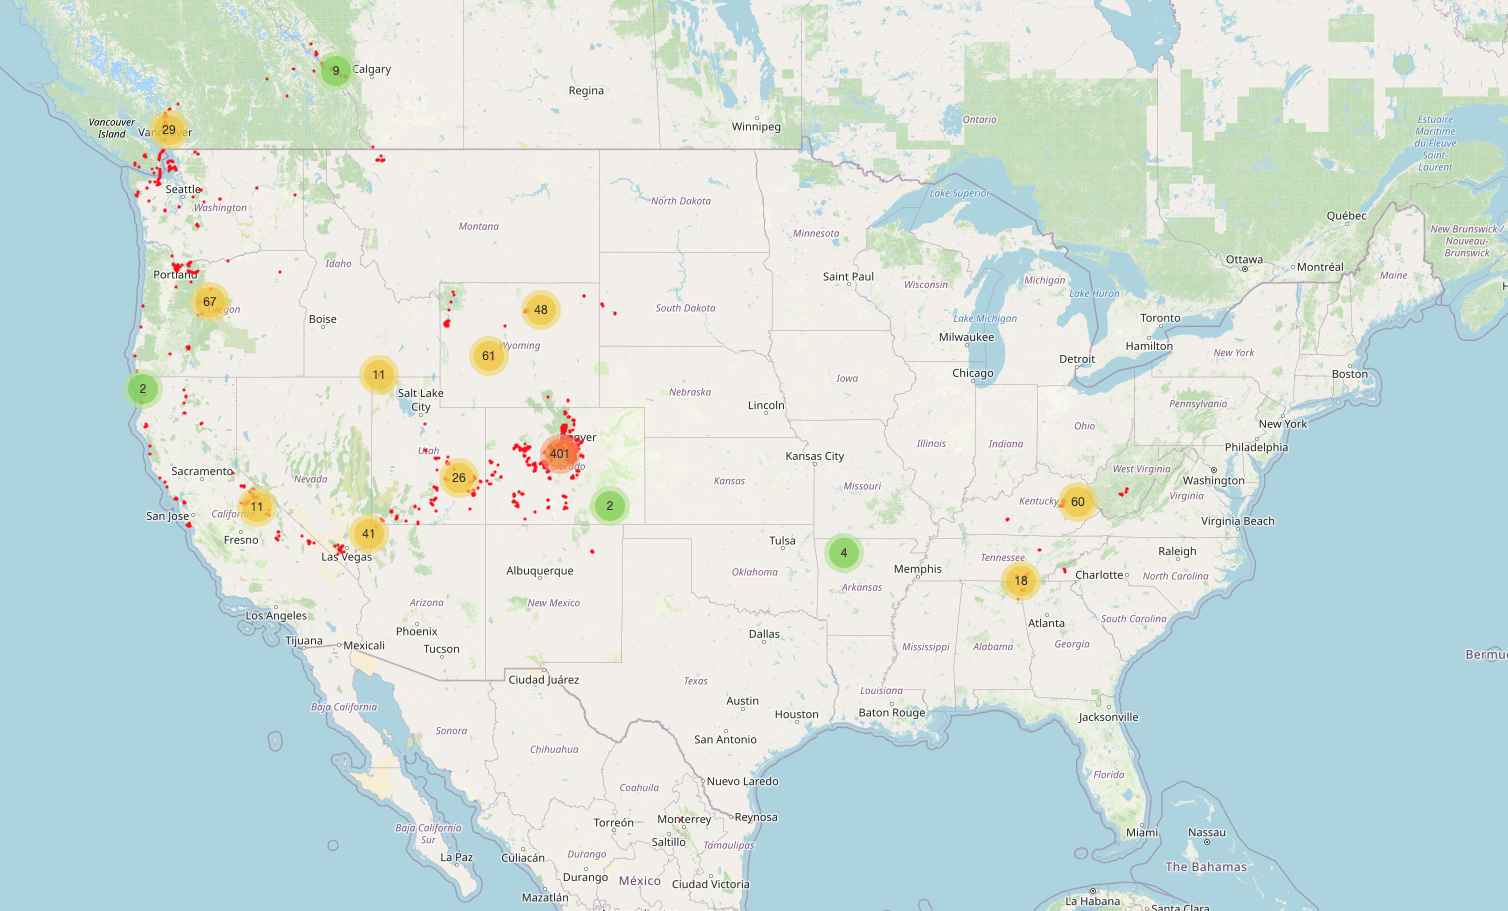 9
Calgary
Regina
Vancouver
Island
29
Winnipeg
Ontario
Estuaire
Maritime
du Fleuve
Saint-
Laurent
Seattle
Washington
North Dakota
Lake Superior
Montana
Minnesota
Québec
New Brunswick /
Nouveau-
Brunswick
Portland
Idaho
Saint Paul
Ottawa
Montréal
Maine
67
48
South Dakota
Wisconsin
Michigan
Lake Huron
Boise
Lake Michigan
Toronto
Wyoming
61
Milwaukee
Hamilton
New York
Detroit
11
Chicago
Boston
2
Salt Lake
City
Nebraska
Iowa
Lincoln
Pennsylvania
New York
Ohio
Illinois
Indiana
Philadelphia
Utah
401
Kansas City
Sacramento
Nevada
26
Kansas
Missouri
West Virginia
Washington
Virginia
11
2
Kentucky
60
San Jose
Fresno
41
Virginia Beach
Las Vegas
Tulsa
4
Tennessee
Raleigh
Albuquerque
Oklahoma
Memphis
18
Charlotte
North Carolina
Arkansas
Arizona
New Mexico
Los Angeles
South Carolina
Atlanta
Phoenix
Dallas
Tijuana
Mexicali
Tucson
Mississippi
Alabama
Georgia
Ciudad Juárez
Texas
Louisiana
Baja California
Austin
Houston
Baton Rouge
Jacksonville
Sonora
San Antonio
Chihuahua
Florida
Coahuila
Nuevo Laredo
Torreón
Monterrey
Reynosa
Baja California
Sur
Saltillo
Tamaulipas
Miami
Nassau
La Paz
Culiacán
Durango
The Bahamas
Durango
México
Ciudad Victoria
Mazatlán
La Habana
Santa Clara